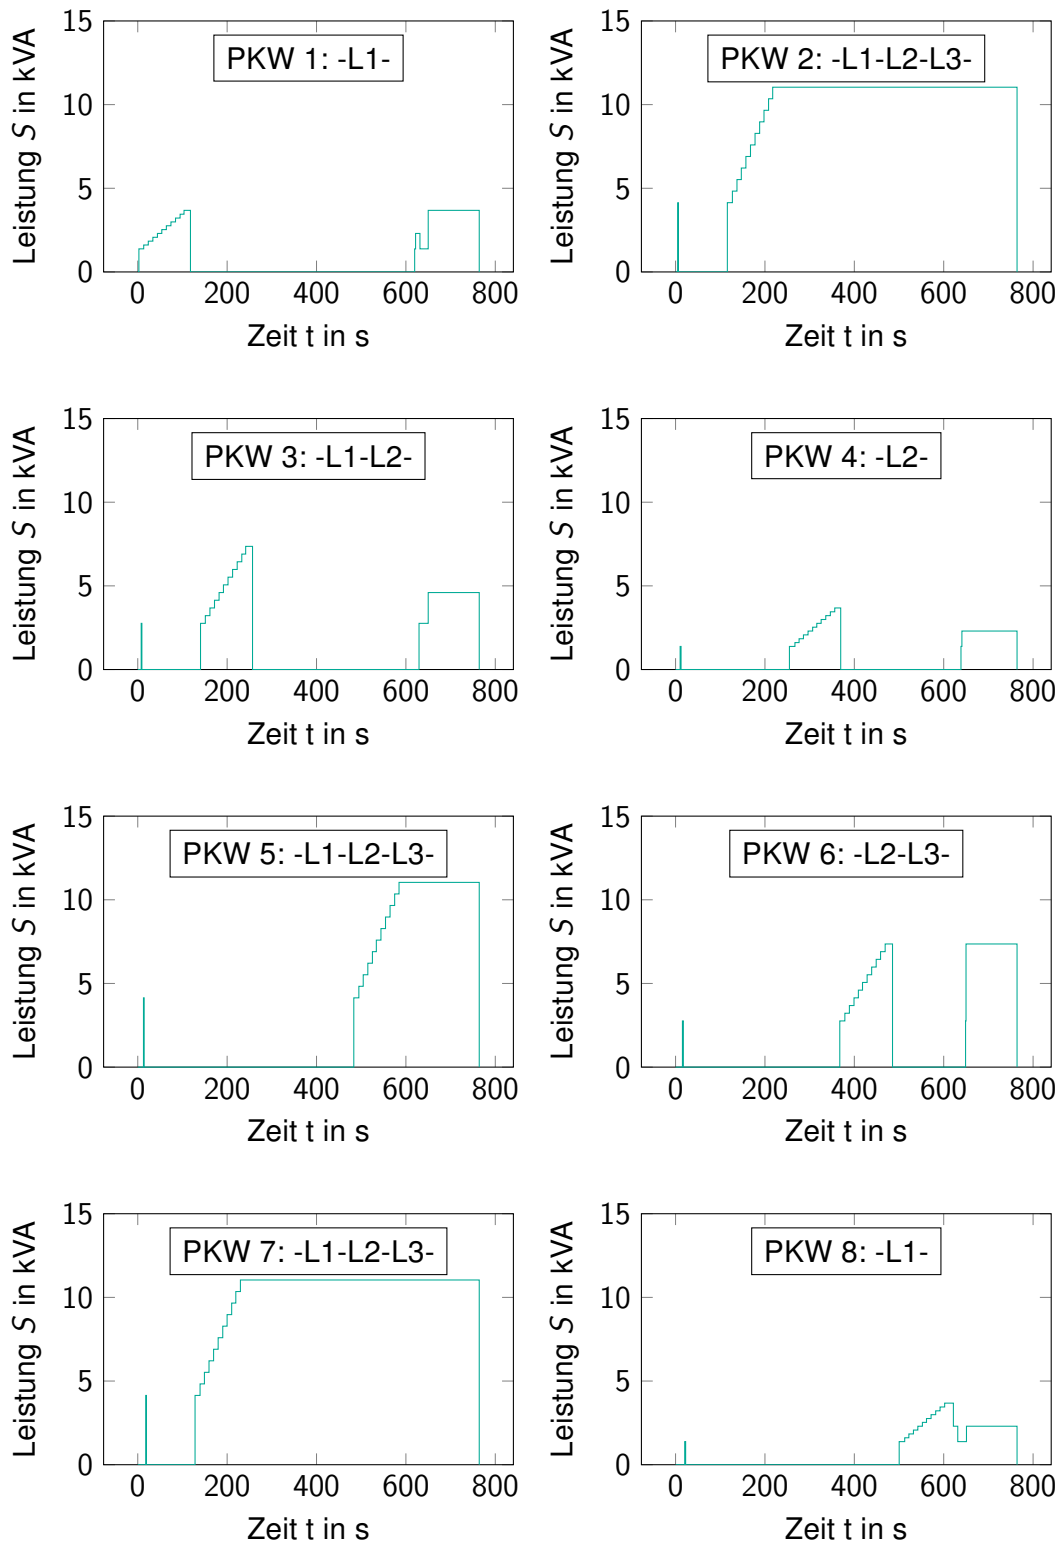 Leistung S in kVA
15
10
5
0
PKW 1: -L1-
0 200 400 600 800
Zeit t in s
Leistung S in kVA
15
10
5
0
PKW 2: -L1-L2-L3-
0 200 400 600 800
Zeit t in s
Leistung S in kVA
15
10
5
0
PKW 3: -L1-L2-
0 200 400 600 800
Zeit t in s
Leistung S in kVA
15
10
5
0
PKW 4: -L2-
0 200 400 600 800
Zeit t in s
Leistung S in kVA
15
10
5
0
PKW 5: -L1-L2-L3-
0 200 400 600 800
Zeit t in s
Leistung S in kVA
15
10
5
0
PKW 6: -L2-L3-
0 200 400 600 800
Zeit t in s
Leistung S in kVA
15
10
5
0
PKW 7: -L1-L2-L3-
0 200 400 600 800
Zeit t in s
Leistung S in kVA
15
10
5
0
PKW 8: -L1-
0 200 400 600 800
Zeit t in s